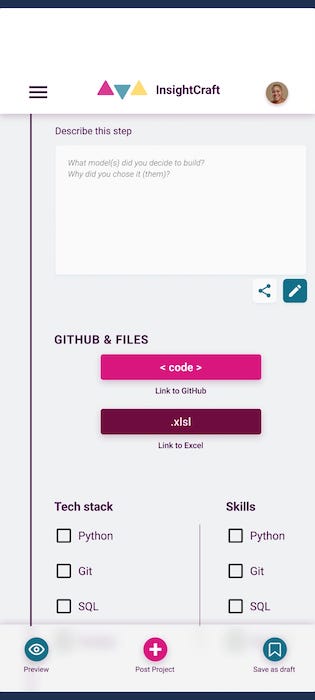 InsightCraft
Describe this step
What model(s) did you decide to build?
Why did you chose it (them)?
GITHUB & FILES
< code >
Link to GitHub
.xlsl
Link to Excel
Tech stack
Skills
Python
Python
Git
Git
SQL
SQL
Preview
Post Project
Save as draft